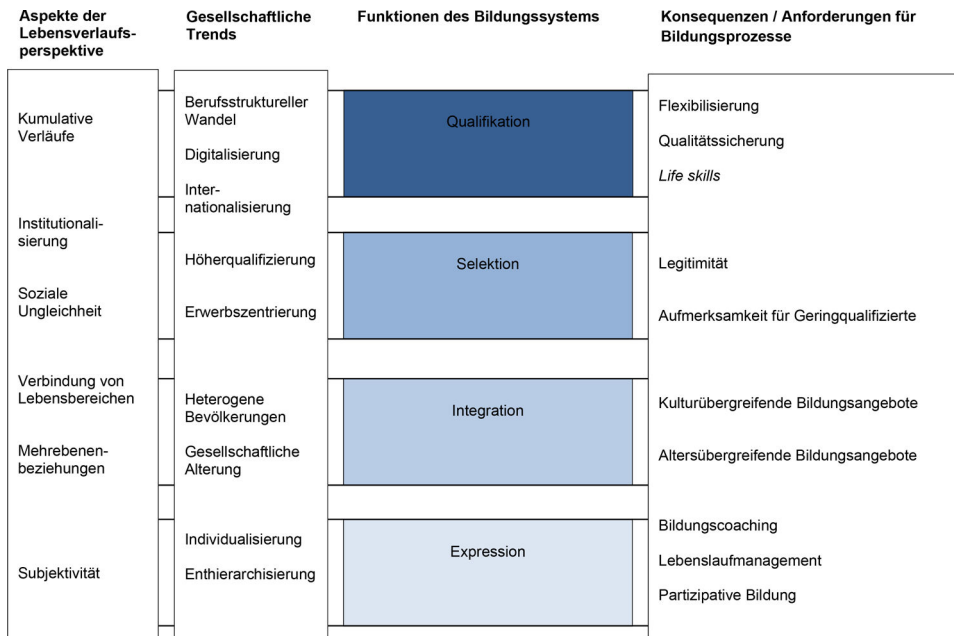 Aspekte der
Lebensverlaufs-
perspektive
Gesellschaftliche
Trends
Funktionen des Bildungssystems
Konsequenzen / Anforderungen für
Bildungsprozesse
Kumulative
Verläufe
Institutionali-
sierung
Soziale
Ungleichheit
Verbindung von
Lebensbereichen
Mehrebenen-
beziehungen
Subjektivität
Berufsstruktureller
Wandel
Digitalisierung
Inter-
nationalisierung
Höherqualifizierung
Erwerbszentrierung
Heterogene
Bevölkerungen
Gesellschaftliche
Alterung
Individualisierung
Enthierarchisierung
Qualifikation
Selektion
Integration
Expression
Flexibilisierung
Qualitätssicherung
Life skills
Legitimität
Aufmerksamkeit für Geringqualifizierte
Kulturübergreifende Bildungsangebote
Altersübergreifende Bildungsangebote
Bildungscoaching
Lebenslaufmanagement
Partizipative Bildung